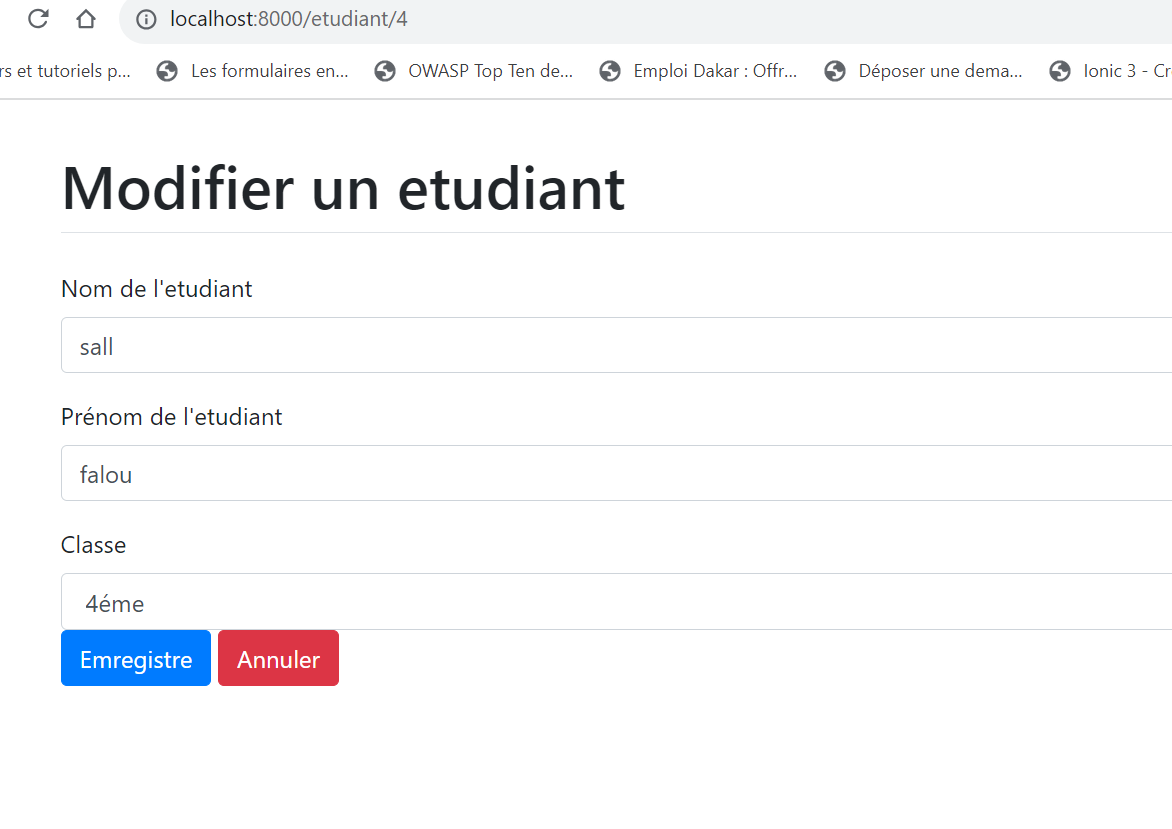 localhost:8000/etudiant/4
rs et tutoriels p... Les formulaires en... OWASP Top Ten de... Emploi Dakar : Offr... Déposer une dema... Ionic 3 - Cr
Modifier un etudiant
Nom de l'etudiant
sall
Prénom de l'etudiant
falou
Classe
4éme
Emregistre Annuler